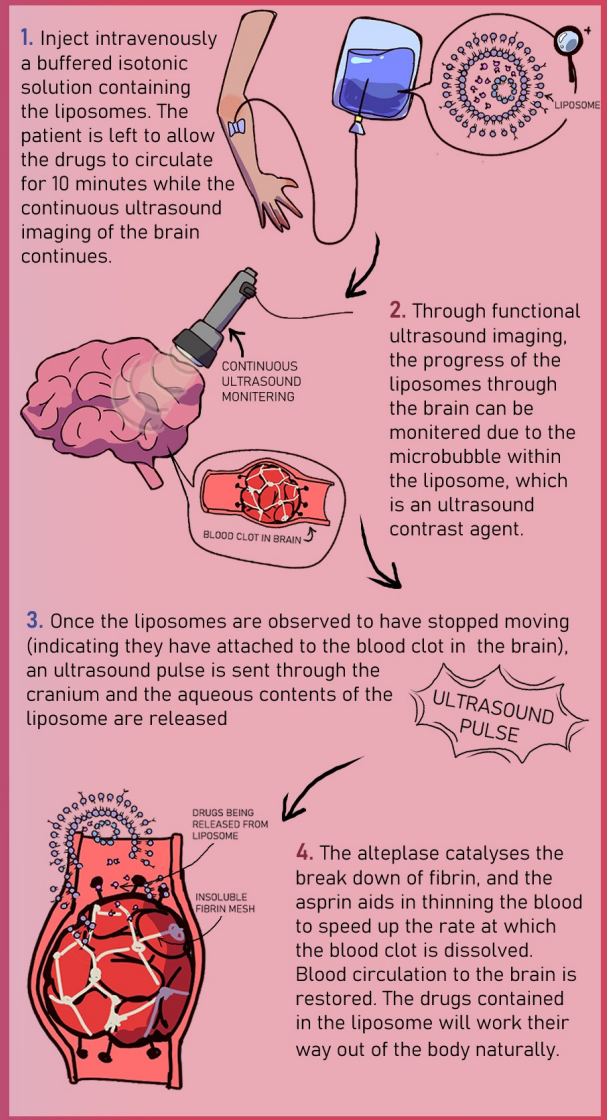 1. Inject intravenously
a buffered isotonic
solution containing
the liposomes. The
patient is left to allow
the drugs to circulate
for 10 minutes while the
continuous ultrasound
imaging of the brain
continues.
LIPOSOME
2. Through functional
ultrasound imaging,
the progress of the
liposomes through
the brain can be
monitered due to the
microbubble within
the liposome, which
is an ultrasound
contrast agent.
CONTINUOUS
ULTRASOUND
MONITERING
BLOOD CLOT IN BRAIN
3. Once the liposomes are observed to have stopped moving
(indicating they have attached to the blood clot in the brain),
an ultrasound pulse is sent through the
cranium and the aqueous contents of the
liposome are released
ULTRASOUND
PULSE
DRUGS BEING
RELEASED FROM
LIPOSOME
INSOLUBLE
FIBRIN MESH
4. The alteplase catalyses the
break down of fibrin, and the
asprin aids in thinning the blood
to speed up the rate at which
the blood clot is dissolved.
Blood circulation to the brain is
restored. The drugs contained
in the liposome will work their
way out of the body naturally.